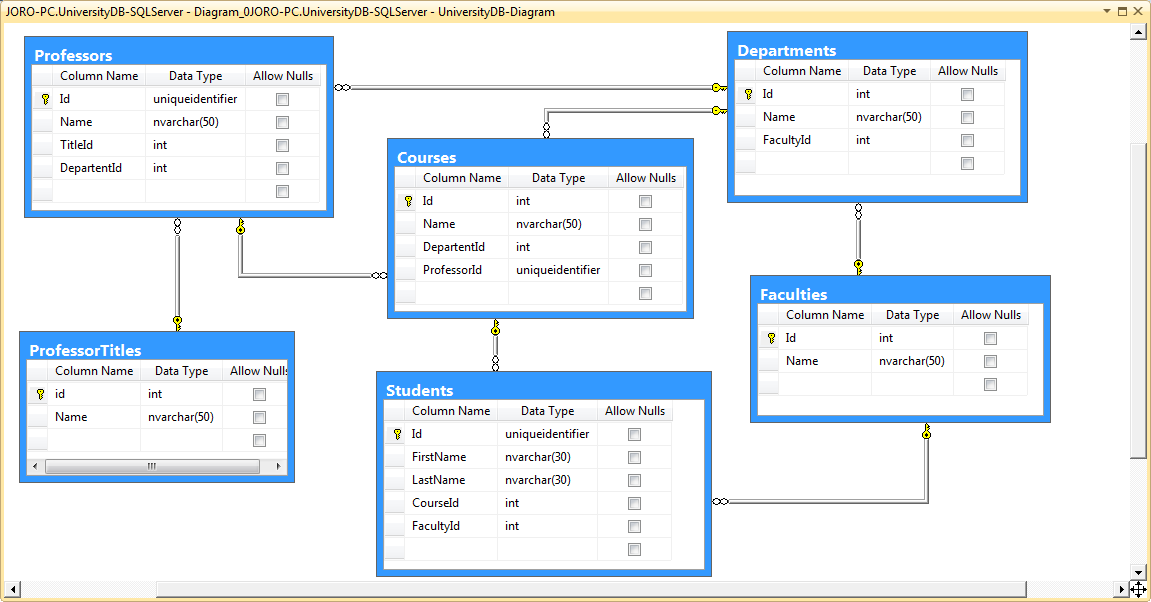 JORO-PC.UniversityDB-SQLServer - Diagram_0JORO-PC.UniversityDB-SQLServer - UniversityDB-Diagram
Professors
Column Name Data Type Allow Nulls
Id uniqueidentifier
Name nvarchar(50)
TitleId int
DepartentId int
Departments
Column Name Data Type Allow Nulls
Id int
Name nvarchar(50)
FacultyId int
Courses
Column Name Data Type Allow Nulls
Id int
Name nvarchar(50)
DepartentId int
ProfessorId uniqueidentifier
Faculties
Column Name Data Type Allow Nulls
Id int
Name nvarchar(50)
ProfessorTitles
Column Name Data Type Allow Nulls
id int
Name nvarchar(50)
Students
Column Name Data Type Allow Nulls
Id uniqueidentifier
FirstName nvarchar(30)
LastName nvarchar(30)
CourseId int
FacultyId int